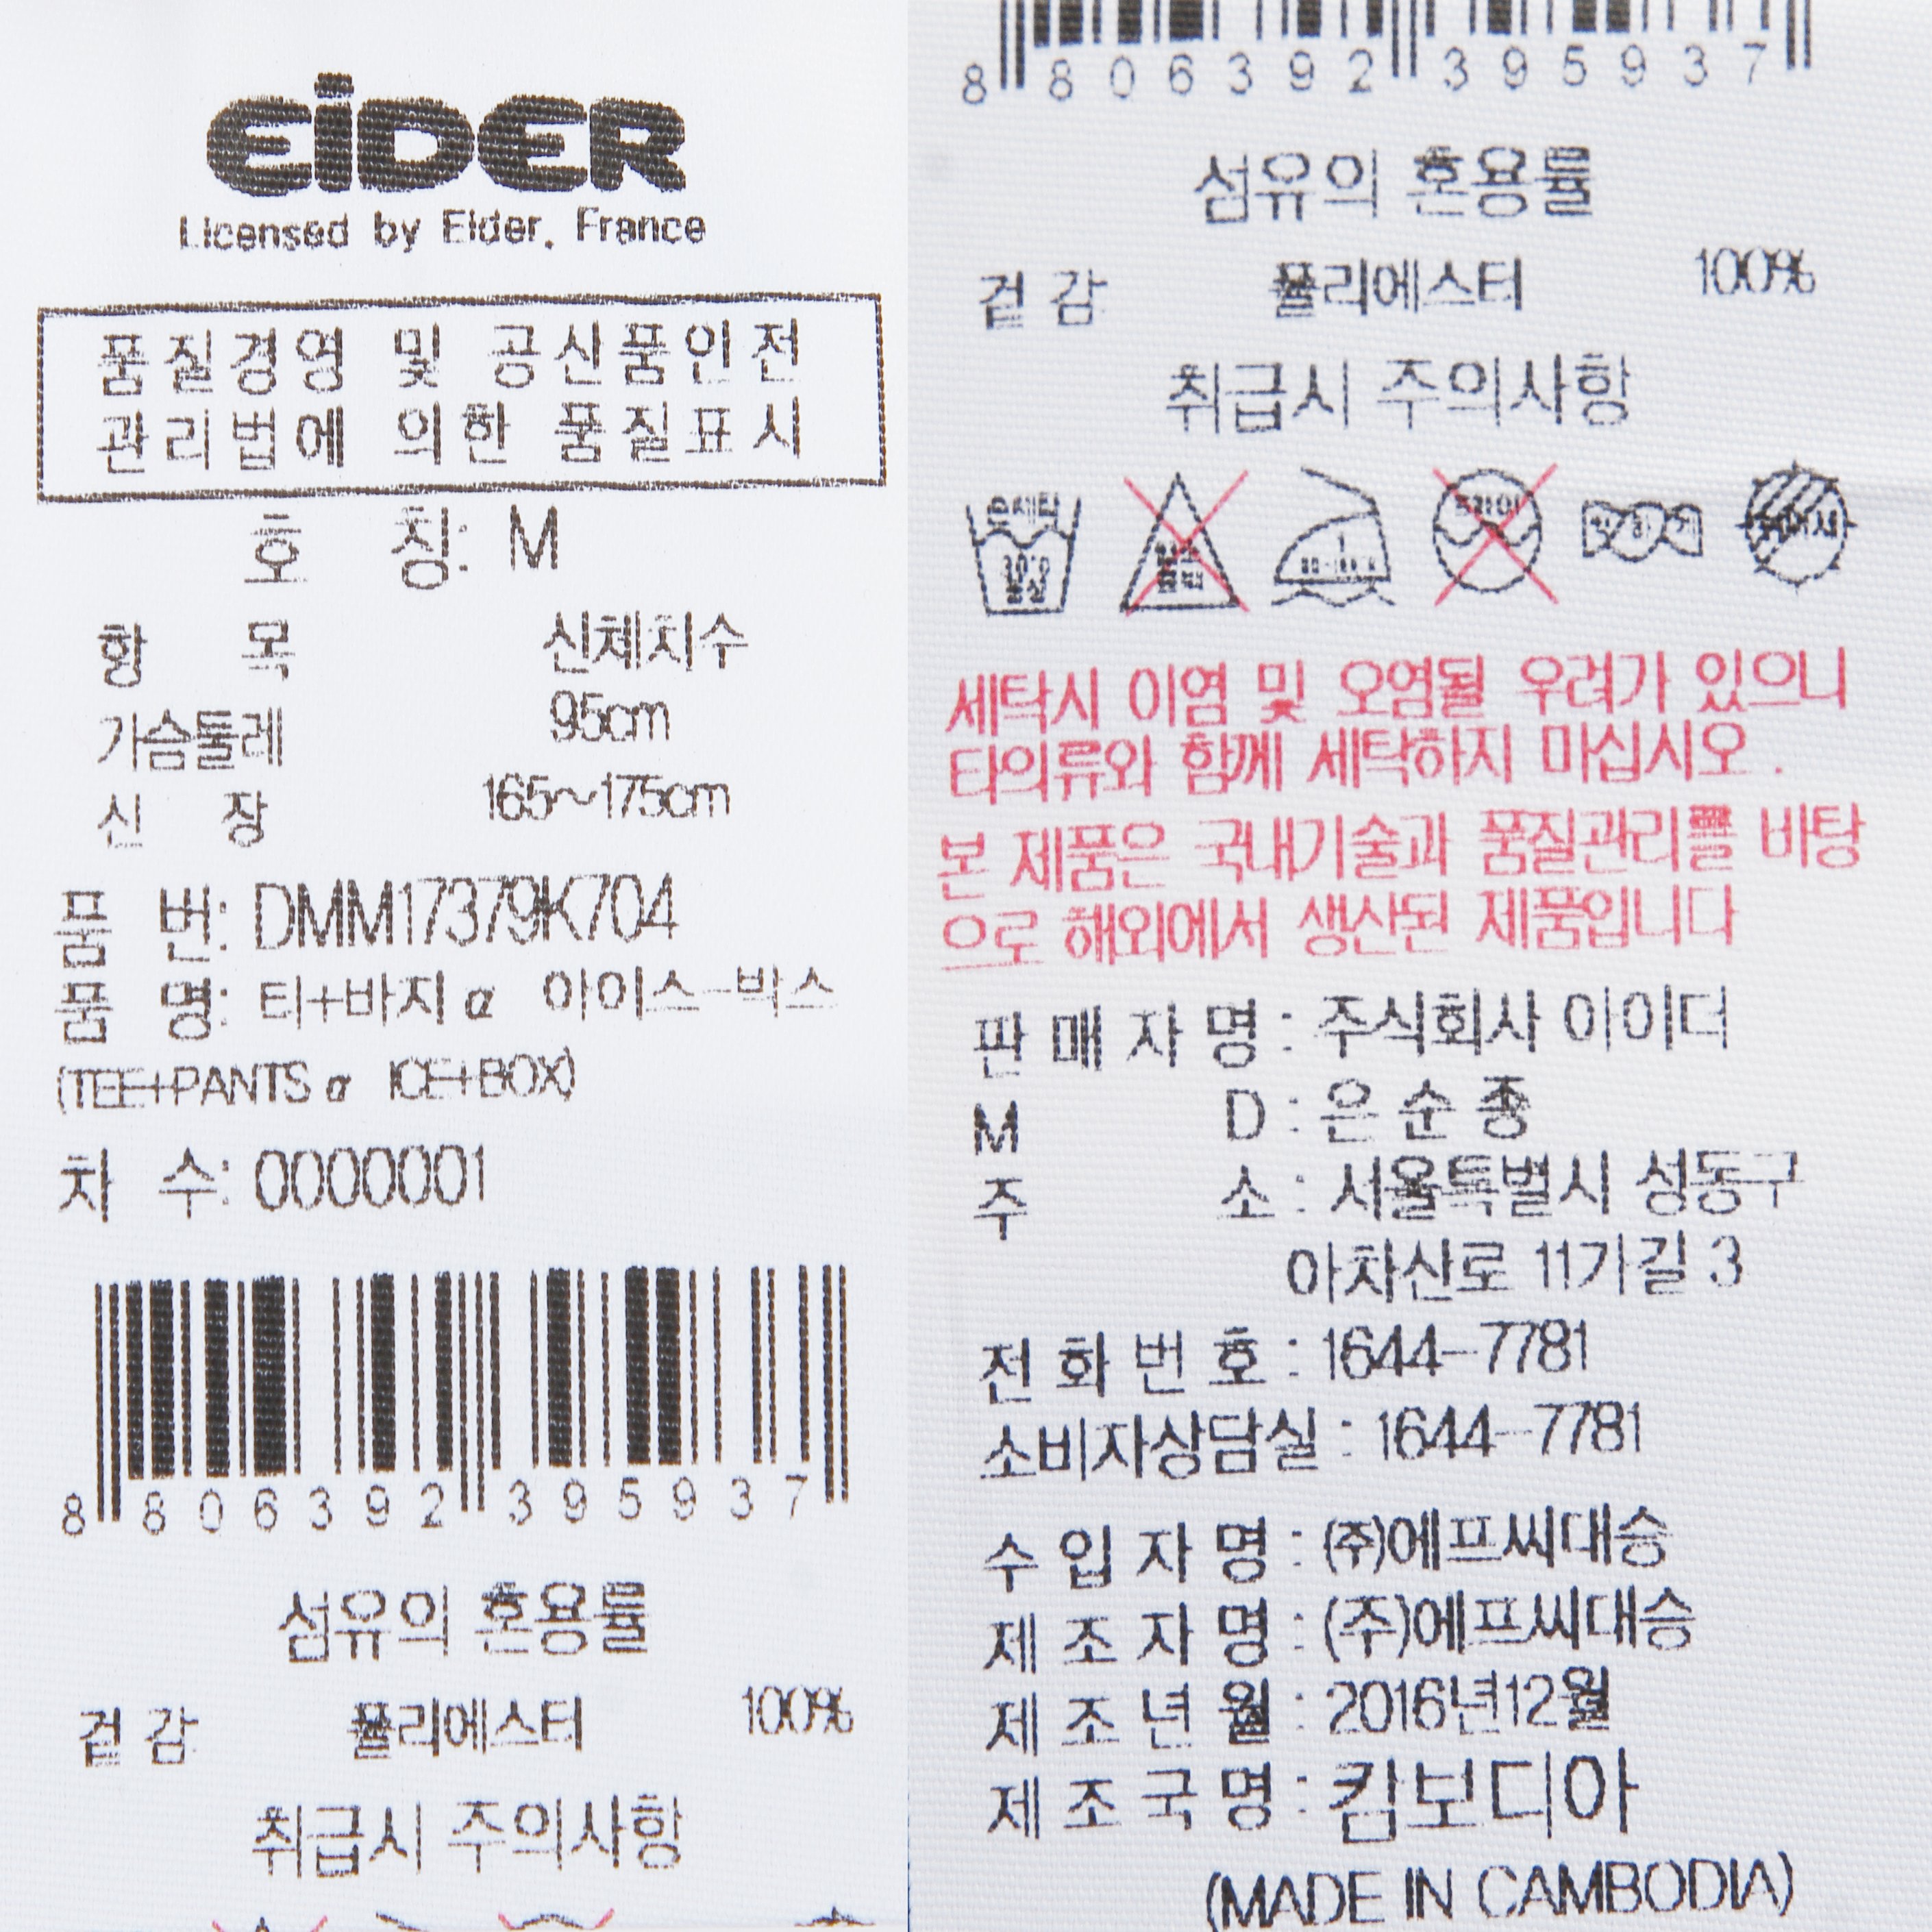 EiDER
Licensed by Eider, France
품질경영 및 공산품안전
관리법에 의한 품질표시
호 칭: M
항 목 신체치수
가슴둘레 95cm
신 장 165~175cm
품 번: DMM17379K704
품 명: 티+바지α 아이스-박스
(TEE+PANTS α ICE+BOX)
차 수: 0000001
8 806392 395937
섬유의 혼용률
겉감 폴리에스터 100%
취급시 주의사항
8 806392 395937
섬유의 혼용률
겉감 폴리에스터 100%
취급시 주의사항
드라이
세탁시 이염 및 오염될 우려가 있으니
타의류와 함께 세탁하지 마십시오.
본 제품은 국내기술과 품질관리를 바탕
으로 해외에서 생산된 제품입니다
판매자명 : 주식회사 아이더
M D : 은순종
주 소 : 서울특별시 성동구
아차산로 11가길 3
전화번호 : 1644-7781
소비자상담실 : 1644-7781
수입자명 : (주)에프씨대승
제조자명 : (주)에프씨대승
제조년월 : 2016년12월
제조국명 : 캄보디아
(MADE IN CAMBODIA)